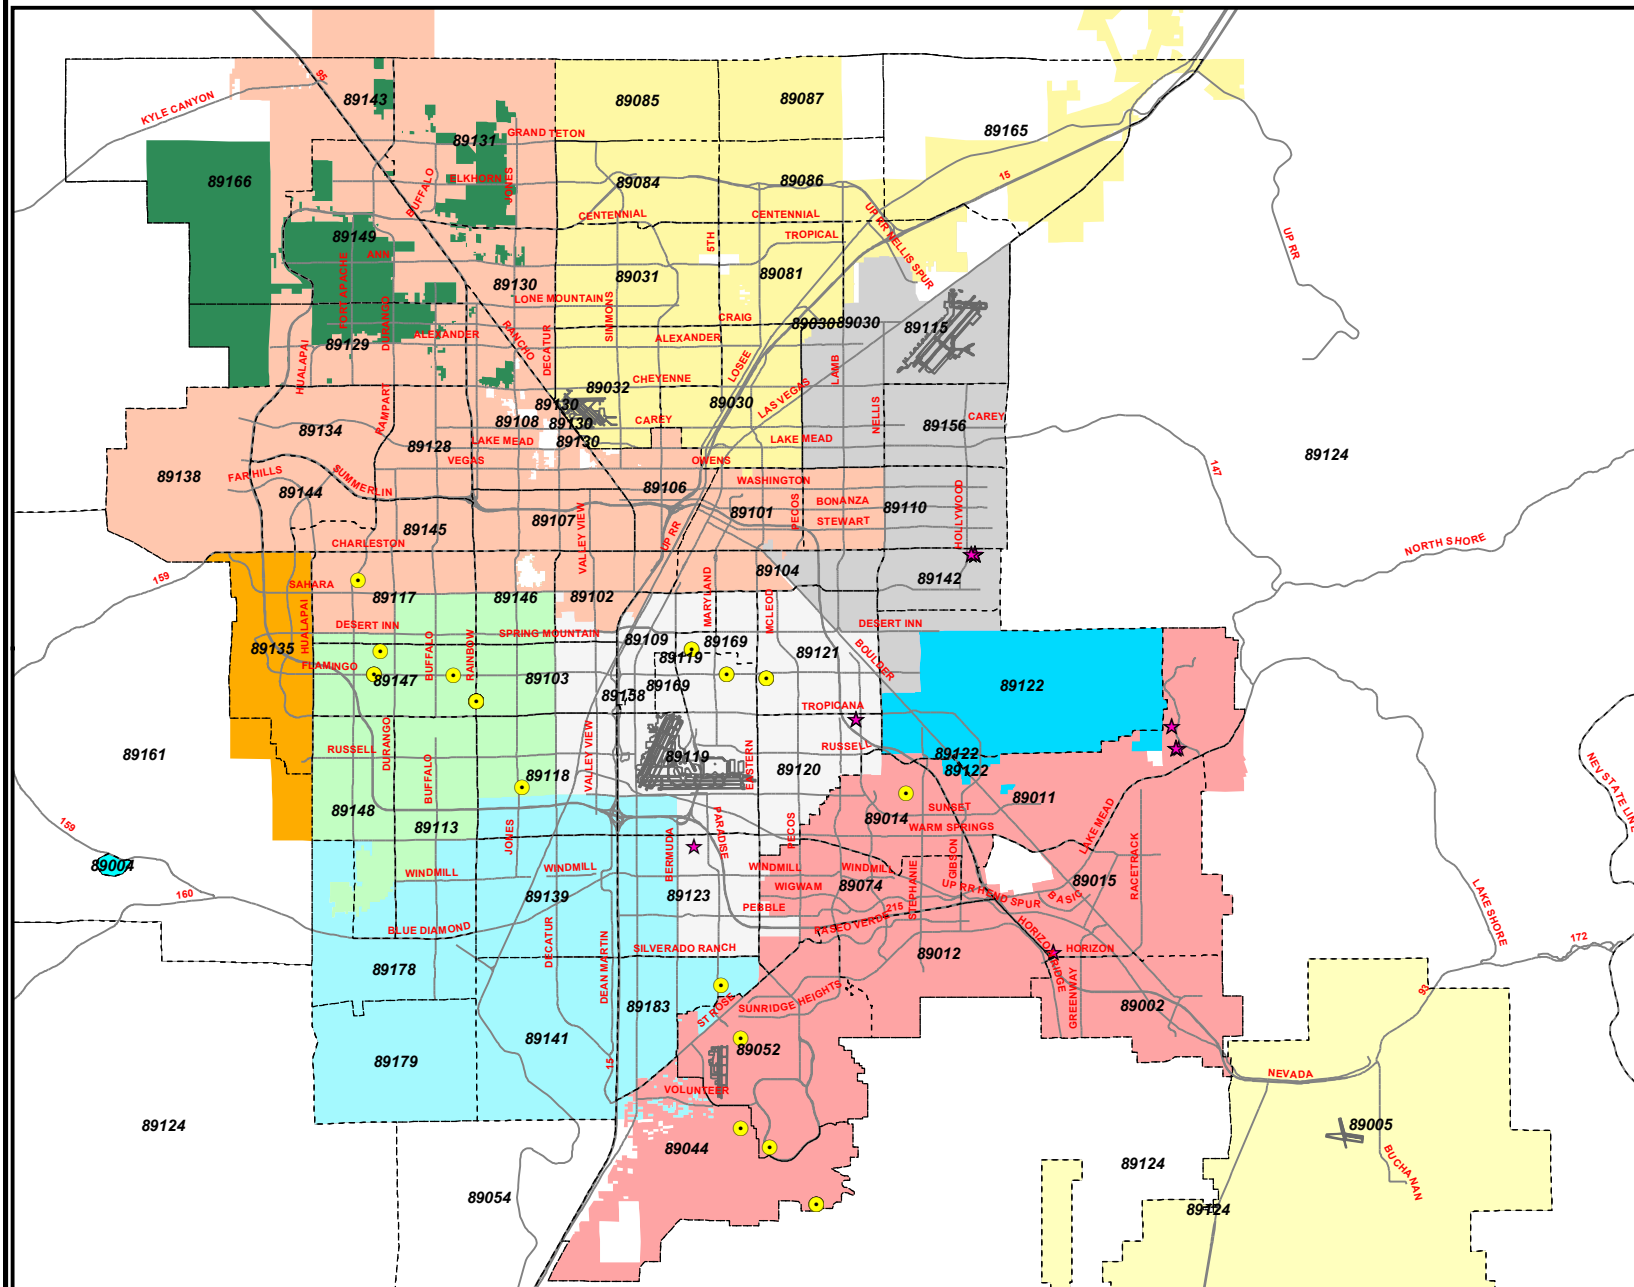 95
KYLE CANYON
89143
89085
89087
89165
GRAND TETON
89131
89166
ELKHORN
JONES
BUFFALO
89084
89086
15
CENTENNIAL
CENTENNIAL
UP RR NELLIS SPUR
UP RR
89149
ANN
5TH
TROPICAL
89031
89081
FORT APACHE
89130
LONE MOUNTAIN
SIMMONS
DURANGO
ALEXANDER
RANCHO
DECATUR
CRAIG
ALEXANDER
89030
89030
89115
89129
HUALAPAI
LOSEE
LAMB
CHEYENNE
89032
RAMPART
89130
89030
LAS VEGAS
NELLIS
89134
89108
89130
CAREY
89156
CAREY
89128
LAKE MEAD
89130
LAKE MEAD
89124
VEGAS
OWENS
147
89138
FAR HILLS
SUMMERLIN
89144
89106
WASHINGTON
BONANZA
89110
HOLLYWOOD
89107
VALLEY VIEW
89101
PECOS
STEWART
89145
CHARLESTON
UP RR
NORTH SHORE
159
SAHARA
89104
89142
89117
89146
89102
MARYLAND
MCLEOD
HUALAPAI
DESERT INN
SPRING MOUNTAIN
DESERT INN
89135
BUFFALO
RAINBOW
89109
89169
89121
BOULDER
FLAMINGO
89119
89147
89103
89158
89169
89122
TROPICANA
DURANGO
RUSSELL
VALLEY VIEW
RUSSELL
89161
89119
EASTERN
89122
89120
89122
BUFFALO
89118
89011
NEV STATE LINE
89148
SUNSET
89014
159
89113
JONES
PARADISE
PECOS
WARM SPRINGS
LAKE MEAD
BERMUDA
GIBSON
RACETRACK
89004
WINDMILL
WINDMILL
WINDMILL
WINDMILL
STEPHANIE
89015
160
89139
89123
WIGWAM
89074
UP RR HEND SPUR
BASIC
PEBBLE
215
LAKE SHORE
BLUE DIAMOND
PASEO VERDE
DECATUR
DEAN MARTIN
SILVERADO RANCH
89012
HORIZON RIDGE
HORIZON
172
89178
GREENWAY
93
89183
ST ROSE
SUNRIDGE HEIGHTS
89002
89141
89052
89179
15
VOLUNTEER
NEVADA
89124
89005
89044
89124
BUCHANAN
89054
89124